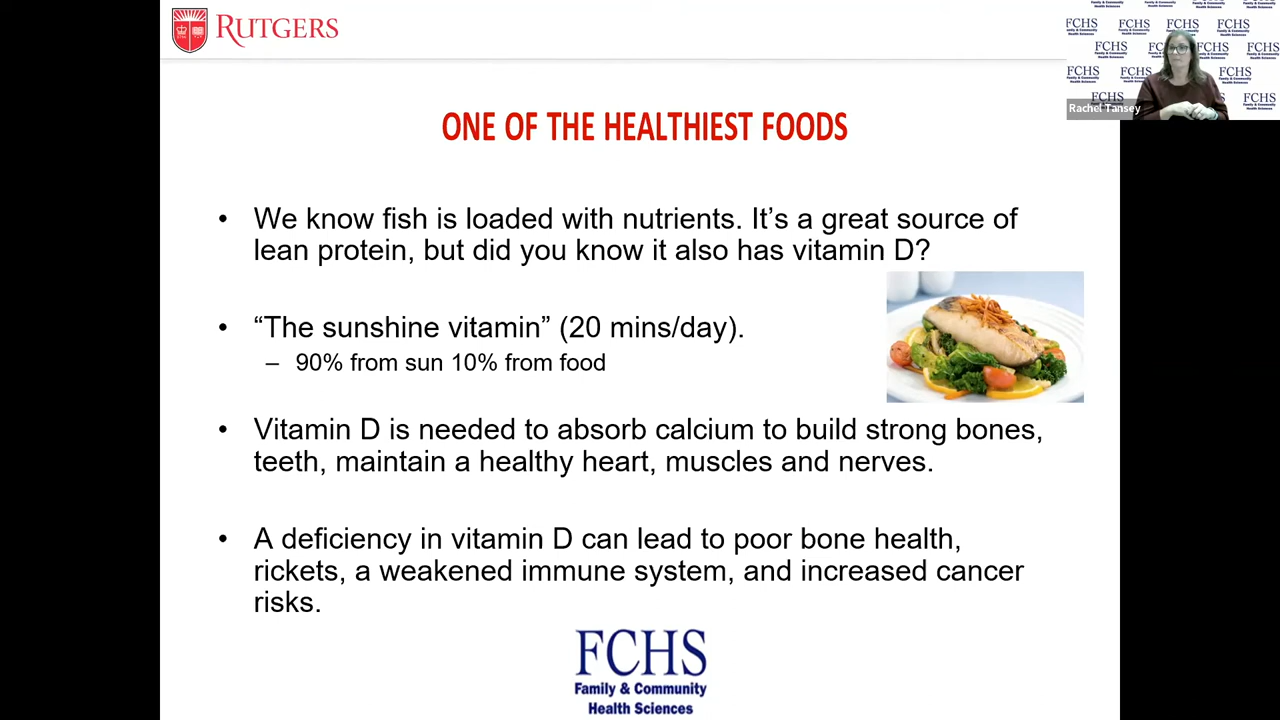 RUTGERS
ONE OF THE HEALTHIEST FOODS
• We know fish is loaded with nutrients. It’s a great source of
lean protein, but did you know it also has vitamin D?
• “The sunshine vitamin” (20 mins/day).
– 90% from sun 10% from food
• Vitamin D is needed to absorb calcium to build strong bones,
teeth, maintain a healthy heart, muscles and nerves.
• A deficiency in vitamin D can lead to poor bone health,
rickets, a weakened immune system, and increased cancer
risks.
FCHS
Family & Community
Health Sciences
FCHS
Family & Community
Health Sciences
Rachel Tansey